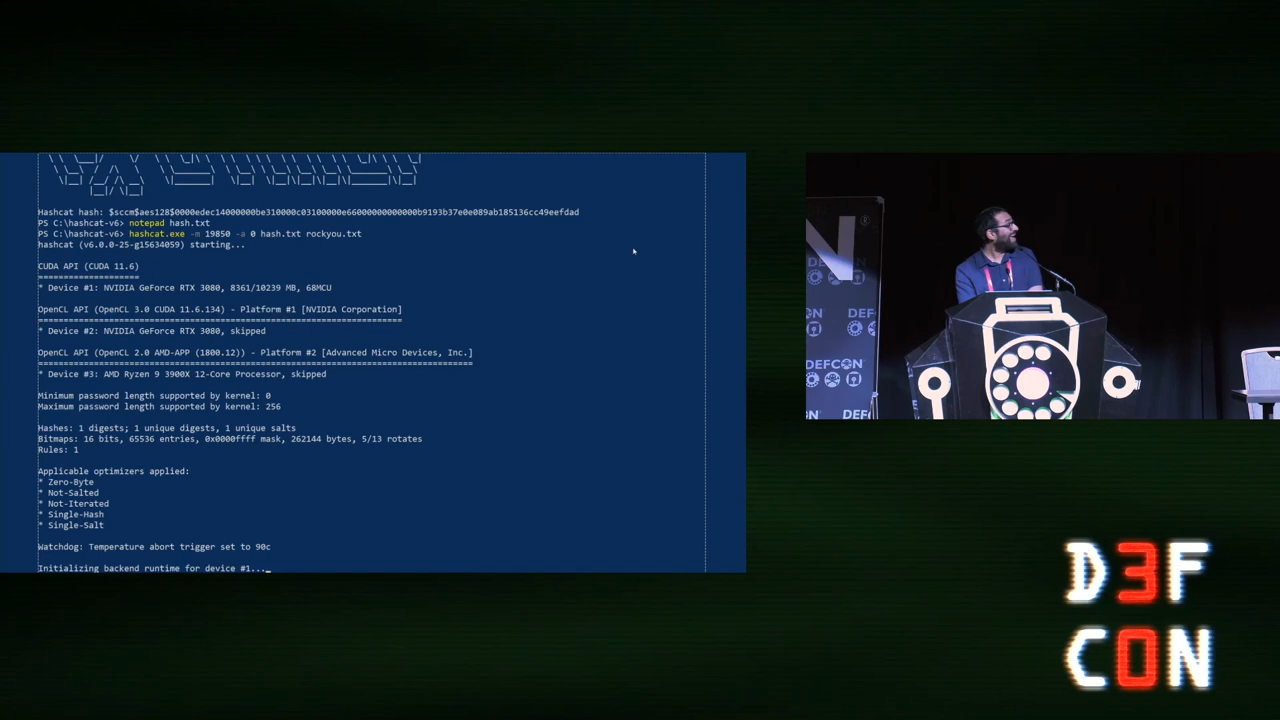 Hashcat hash: $sccm$aes128$0000edec14000000be310000c03100000e66000000000000b9193b37e0e089ab185136cc49eefdad
PS C:\hashcat-v6> notepad hash.txt
PS C:\hashcat-v6> hashcat.exe -m 19850 -a 0 hash.txt rockyou.txt
hashcat (v6.0.0-25-g15634059) starting...
CUDA API (CUDA 11.6)
====================
* Device #1: NVIDIA GeForce RTX 3080, 8361/10239 MB, 68MCU
OpenCL API (OpenCL 3.0 CUDA 11.6.134) - Platform #1 [NVIDIA Corporation]
========================================================================
* Device #2: NVIDIA GeForce RTX 3080, skipped
OpenCL API (OpenCL 2.0 AMD-APP (1800.12)) - Platform #2 [Advanced Micro Devices, Inc.]
======================================================================================
* Device #3: AMD Ryzen 9 3900X 12-Core Processor, skipped
Minimum password length supported by kernel: 0
Maximum password length supported by kernel: 256
Hashes: 1 digests; 1 unique digests, 1 unique salts
Bitmaps: 16 bits, 65536 entries, 0x0000ffff mask, 262144 bytes, 5/13 rotates
Rules: 1
Applicable optimizers applied:
* Zero-Byte
* Not-Salted
* Not-Iterated
* Single-Hash
* Single-Salt
Watchdog: Temperature abort trigger set to 90c
Initializing backend runtime for device #1..._
N®
DEF
DEFCON
DEF
D3F
C0N